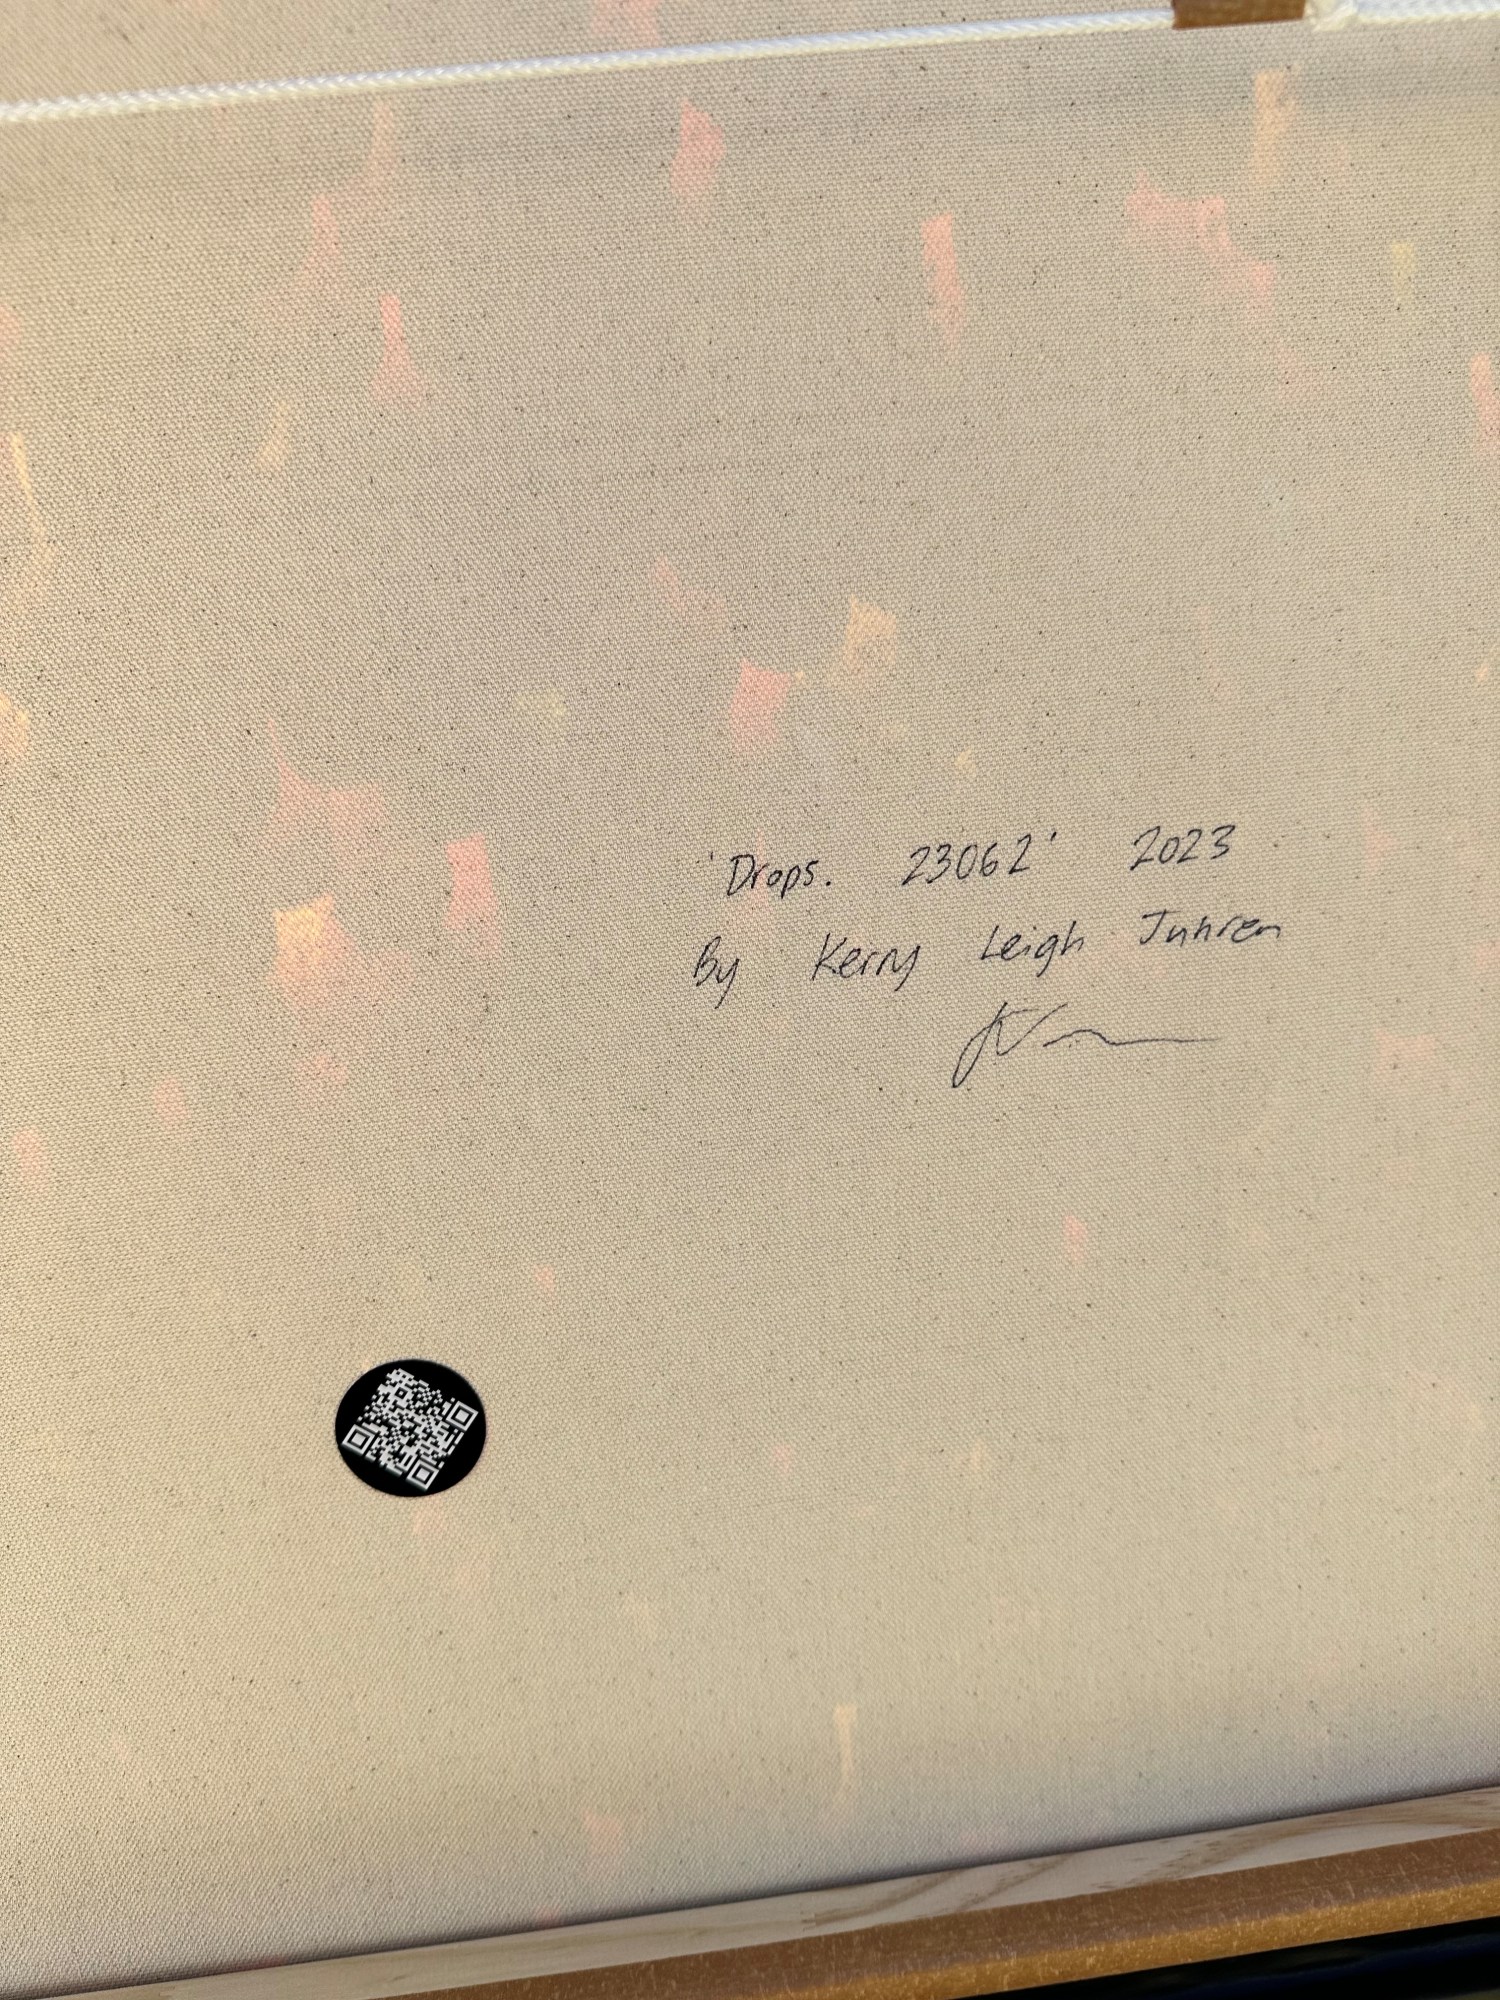 'Drops. 23062' 2023
By Kerry Leigh Juhren